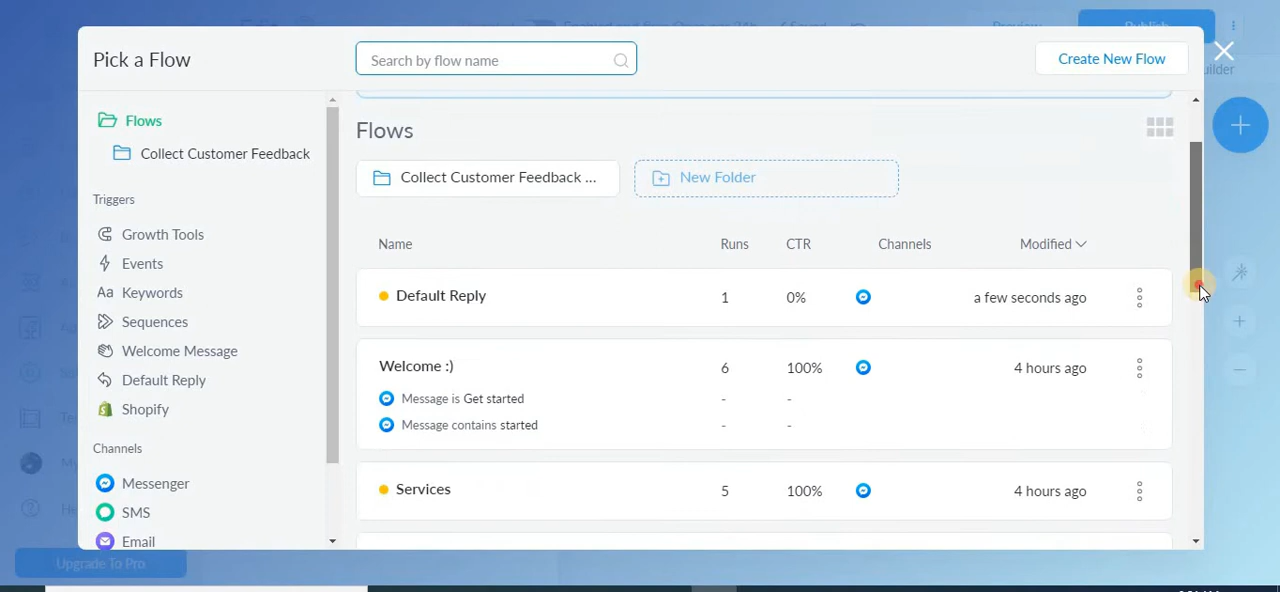 Preview
Publish
Pick a Flow
Search by flow name
Create New Flow
Flows
Collect Customer Feedback
Triggers
Growth Tools
Events
Aa Keywords
Sequences
Welcome Message
Default Reply
Shopify
Channels
Messenger
SMS
Email
Upgrade To Pro
Flows
Collect Customer Feedback ...
New Folder
Name Runs CTR Channels Modified
Default Reply 1 0% a few seconds ago
Welcome :) 6 100% 4 hours ago
Message is Get started - -
Message contains started - -
Services 5 100% 4 hours ago